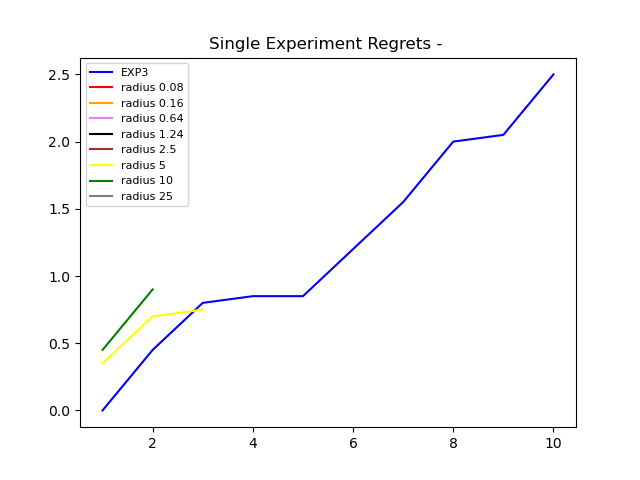 Single Experiment Regrets -
EXP3
radius 0.08
radius 0.16
radius 0.64
radius 1.24
radius 2.5
radius 5
radius 10
radius 25
2.5
2.0
1.5
1.0
0.5
0.0
2
4
6
8
10